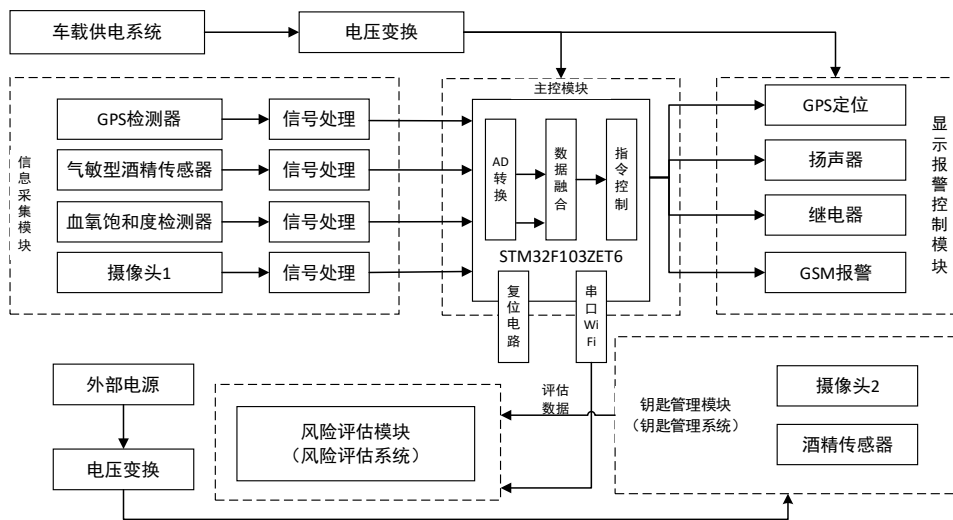 车载供电系统
电压变换
信息采集模块
GPS检测器
信号处理
气敏型酒精传感器
信号处理
血氧饱和度检测器
信号处理
摄像头1
信号处理
主控模块
AD转换
数据融合
指令控制
STM32F103ZET6
复位电路
串口WiFi
GPS定位
扬声器
继电器
GSM报警
显示报警控制模块
外部电源
电压变换
风险评估模块
（风险评估系统）
评估
数据
钥匙管理模块
（钥匙管理系统）
摄像头2
酒精传感器